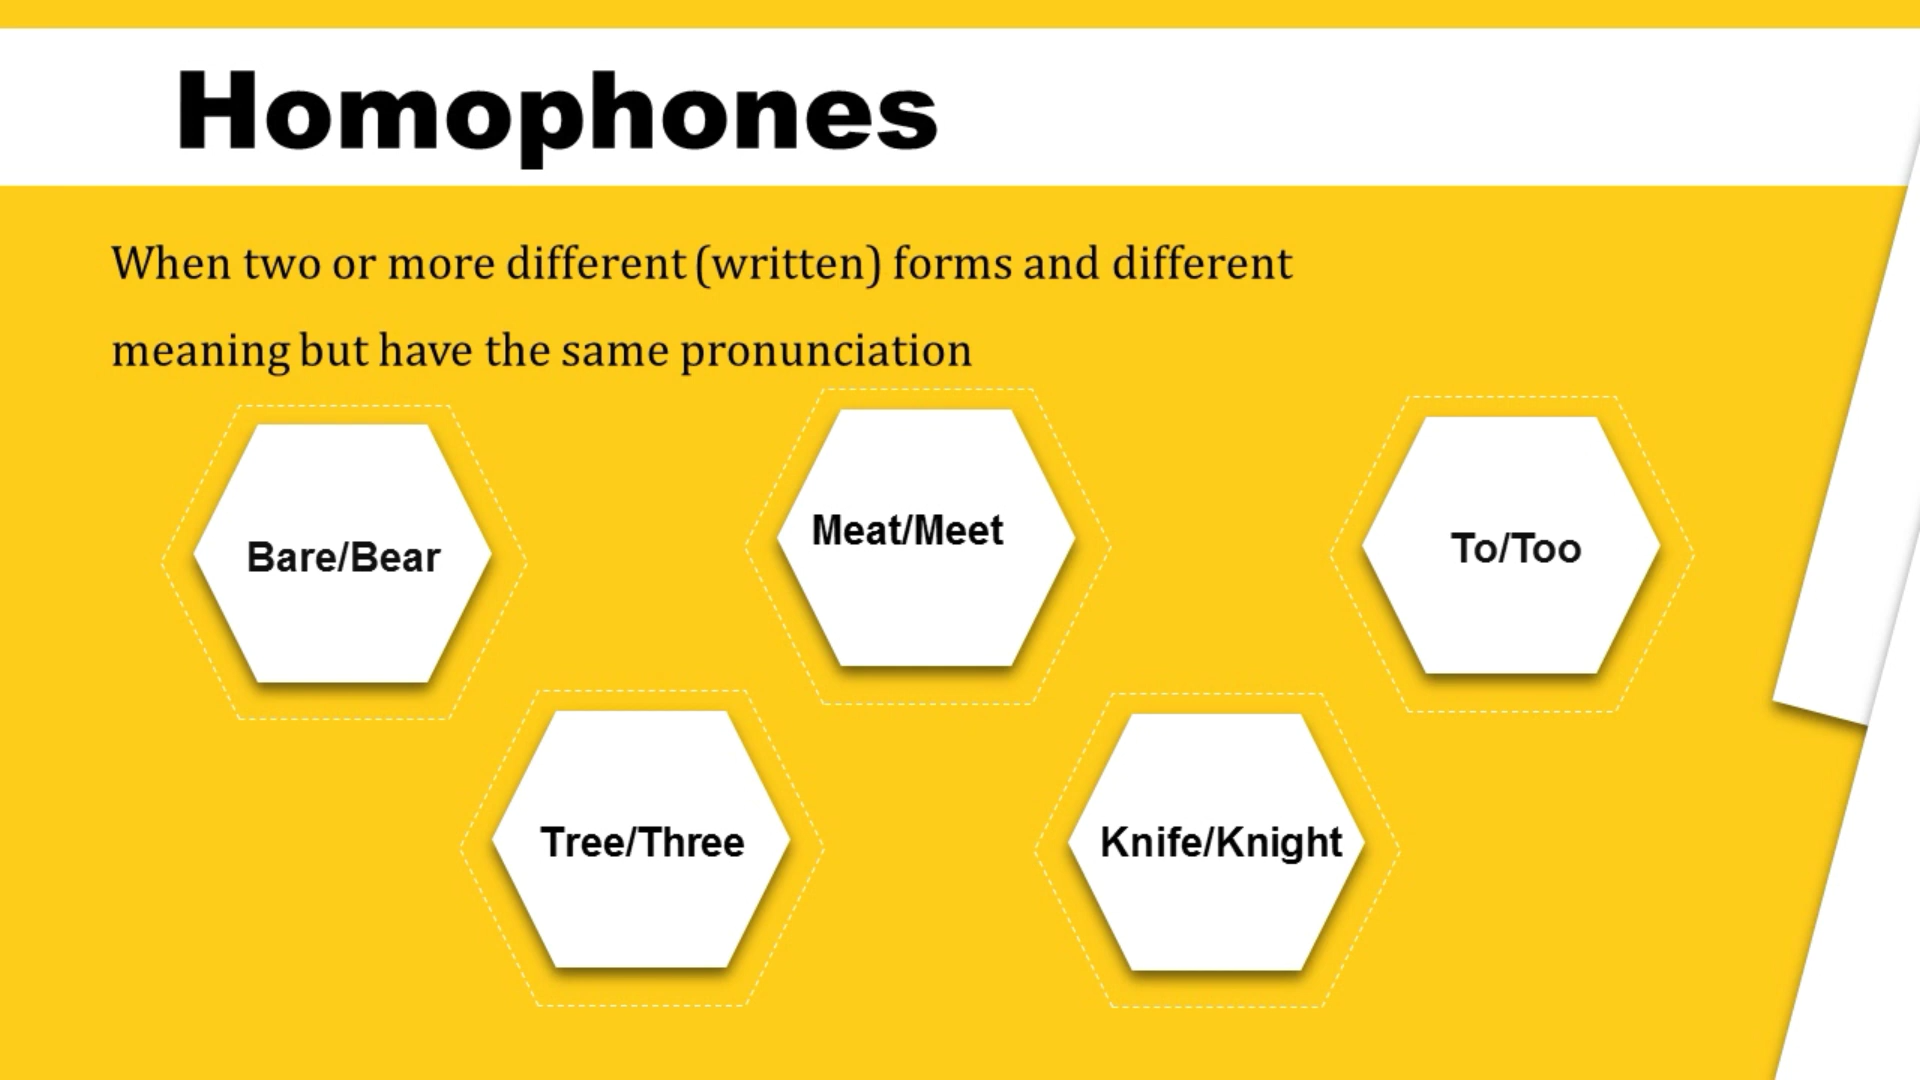 Homophones
When two or more different (written) forms and different
meaning but have the same pronunciation
Bare/Bear
Meat/Meet
To/Too
Tree/Three
Knife/Knight